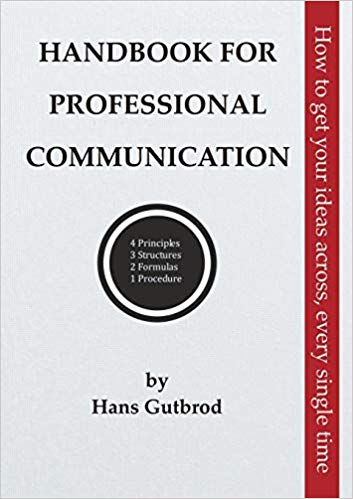 HANDBOOK FOR
PROFESSIONAL
COMMUNICATION
4 Principles
3 Structures
2 Formulas
1 Procedure
by
Hans Gutbrod
How to get your ideas across, every single time